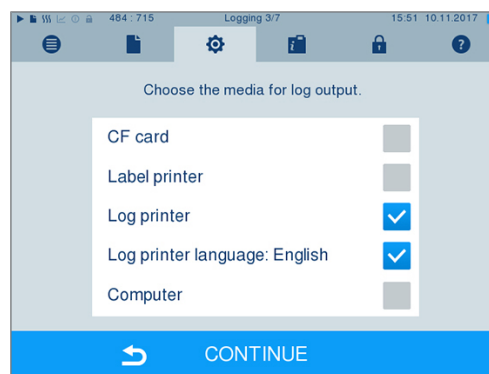 484 : 715 Logging 3/7 15:51 10.11.2017
Choose the media for log output.
CF card
Label printer
Log printer
Log printer language: English
Computer
CONTINUE